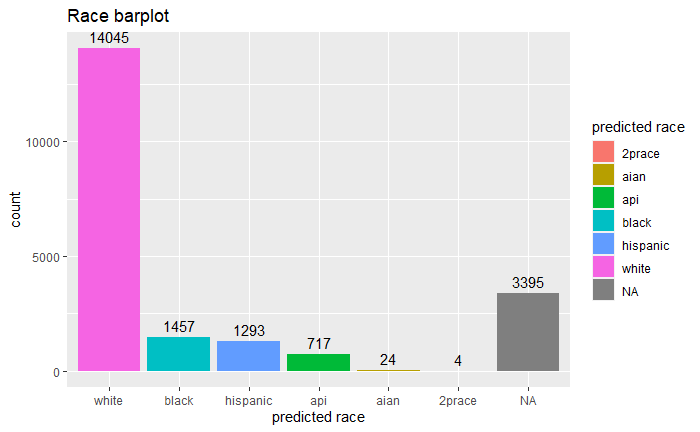 Race barplot
14045
1457
1293
717
24
4
3395
10000
5000
0
count
white black hispanic api aian 2prace NA
predicted race
predicted race
2prace
aian
api
black
hispanic
white
NA